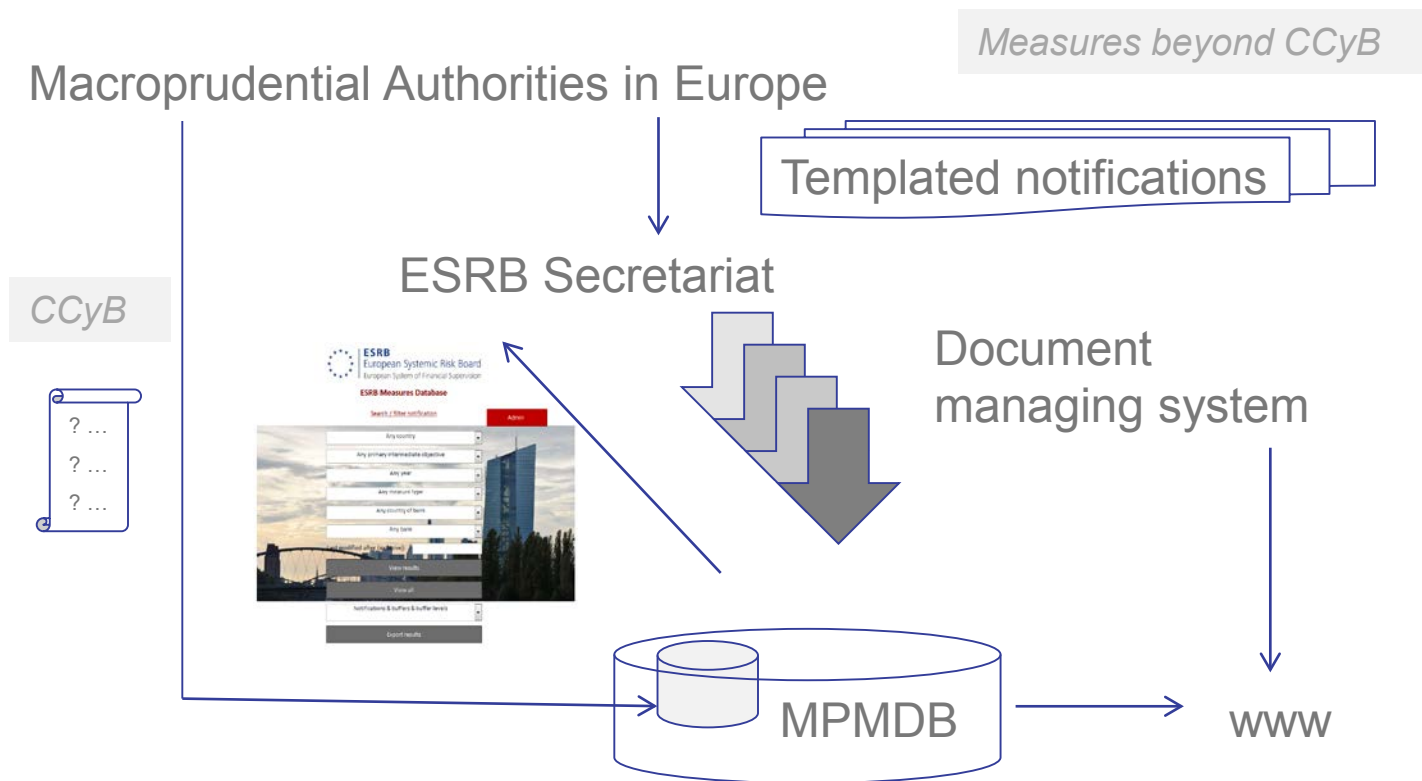 Measures beyond CCyB
Macroprudential Authorities in Europe
Templated notifications
ESRB Secretariat
CCyB
? …
? …
? …
ESRB
European Systemic Risk Board
European System of Financial Supervision
ESRB Measures Database
Search / filter notification
Admin
Any country
Any primary intermediate objective
Any year
Any measure type
Any country of bank
Any bank
Last modified after
View results
View all
Notifications & buffers & buffer levels
Export results
Document
managing system
MPMDB
www